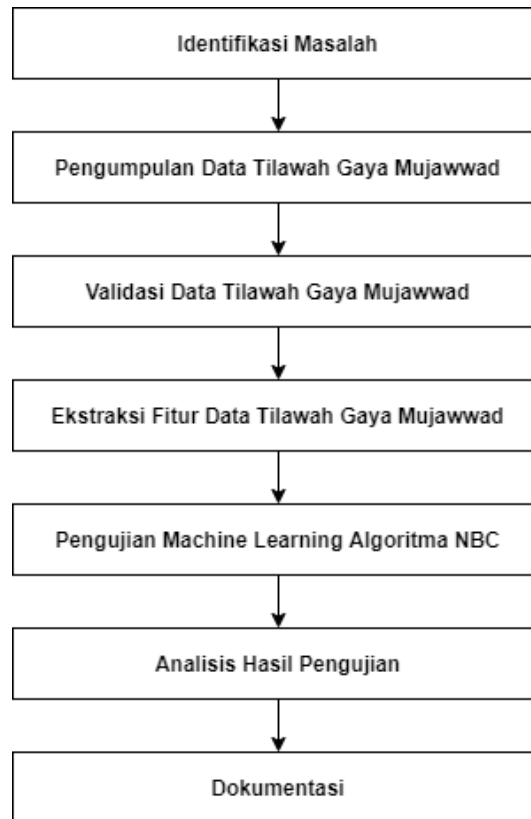 Identifikasi Masalah
Pengumpulan Data Tilawah Gaya Mujawwad
Validasi Data Tilawah Gaya Mujawwad
Ekstraksi Fitur Data Tilawah Gaya Mujawwad
Pengujian Machine Learning Algoritma NBC
Analisis Hasil Pengujian
Dokumentasi